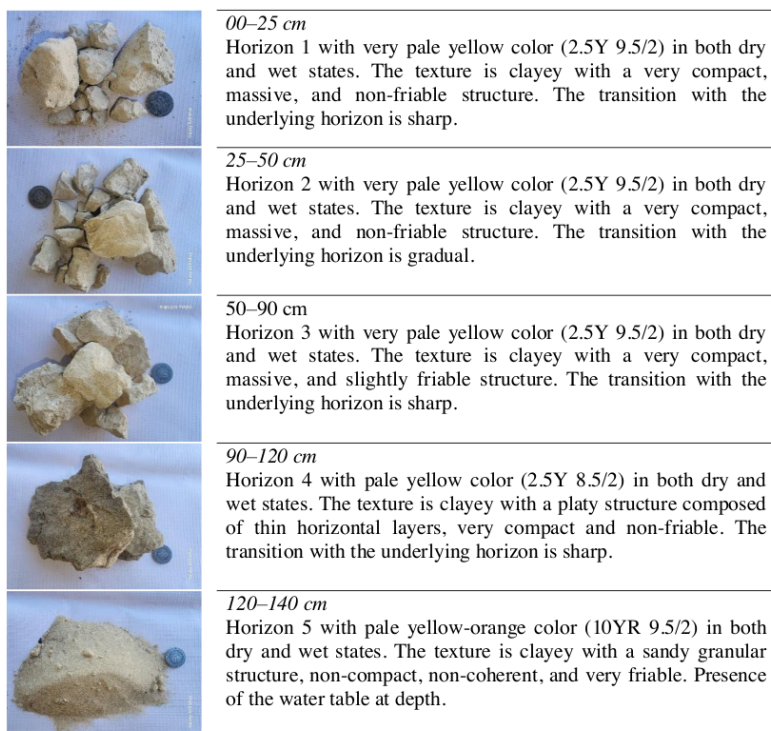 00–25 cm
Horizon 1 with very pale yellow color (2.5Y 9.5/2) in both dry
and wet states. The texture is clayey with a very compact,
massive, and non-friable structure. The transition with the
underlying horizon is sharp.
25–50 cm
Horizon 2 with very pale yellow color (2.5Y 9.5/2) in both dry
and wet states. The texture is clayey with a very compact,
massive, and non-friable structure. The transition with the
underlying horizon is gradual.
50–90 cm
Horizon 3 with very pale yellow color (2.5Y 9.5/2) in both dry
and wet states. The texture is clayey with a very compact,
massive, and slightly friable structure. The transition with the
underlying horizon is sharp.
90–120 cm
Horizon 4 with pale yellow color (2.5Y 8.5/2) in both dry and
wet states. The texture is clayey with a platy structure composed
of thin horizontal layers, very compact and non-friable. The
transition with the underlying horizon is sharp.
120–140 cm
Horizon 5 with pale yellow-orange color (10YR 9.5/2) in both
dry and wet states. The texture is clayey with a sandy granular
structure, non-compact, non-coherent, and very friable. Presence
of the water table at depth.